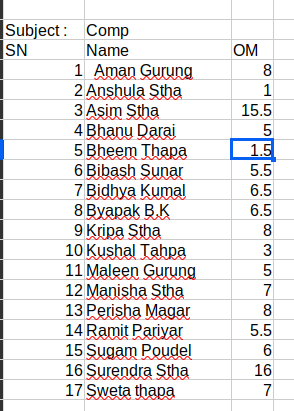 Subject : Comp
SN Name OM
1 Aman Gurung 8
2 Anshula Stha 1
3 Asim Stha 15.5
4 Bhanu Darai 5
5 Bheem Thapa 1.5
6 Bibash Sunar 5.5
7 Bidhya Kumal 6.5
8 Byapak B.K 6.5
9 Kripa Stha 8
10 Kushal Tahpa 3
11 Maleen Gurung 5
12 Manisha Stha 7
13 Perisha Magar 8
14 Ramit Pariyar 5.5
15 Sugam Poudel 6
16 Surendra Stha 16
17 Sweta thapa 7